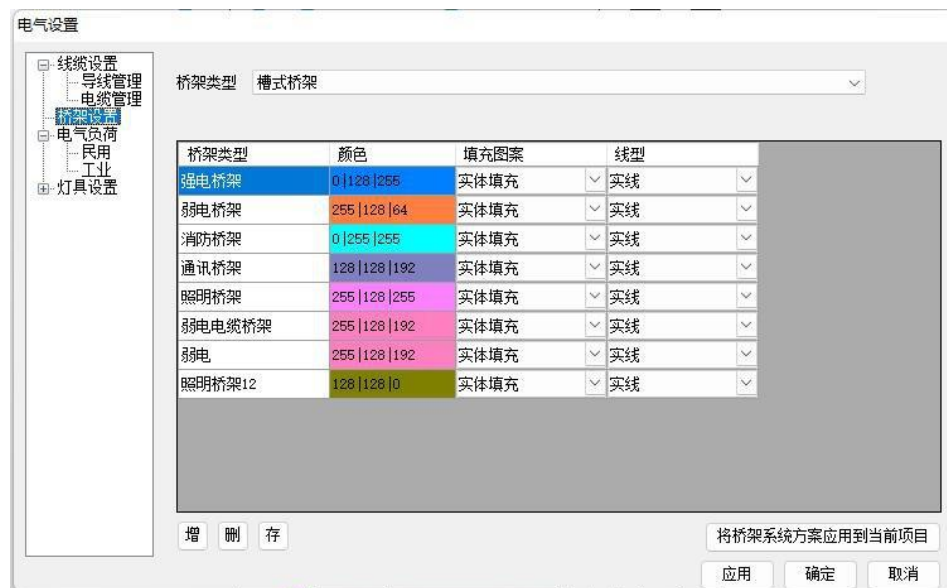 电气设置
线缆设置
导线管理
电缆管理
桥架设置
电气负荷
民用
工业
灯具设置
桥架类型 槽式桥架
桥架类型 颜色 填充图案 线型
强电桥架 0|128|255 实体填充 实线
弱电桥架 255|128|64 实体填充 实线
消防桥架 0|255|255 实体填充 实线
通讯桥架 128|128|192 实体填充 实线
照明桥架 255|128|255 实体填充 实线
弱电电缆桥架 255|128|192 实体填充 实线
弱电 255|128|192 实体填充 实线
照明桥架12 128|128|0 实体填充 实线
增 删 存 将桥架系统方案应用到当前项目
应用 确定 取消